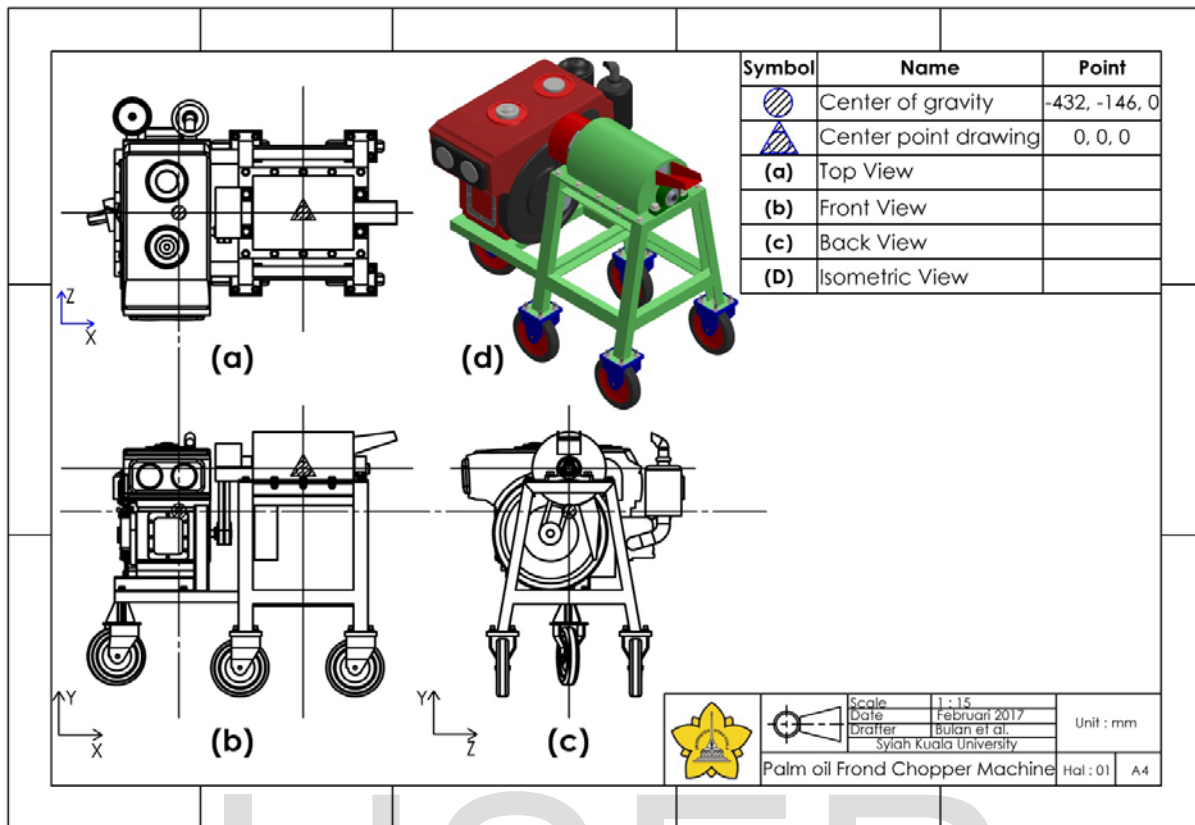 Symbol Name Point
Center of gravity -432, -146, 0
Center point drawing 0, 0, 0
(a) Top View
(b) Front View
(c) Back View
(D) Isometric View
Z
X
(a)
(d)
Y
X
(b)
Y
Z
(c)
Scale 1 : 15
Date Februari 2017
Drafter Bulan et al.
Syiah Kuala University
Unit : mm
Palm oil Frond Chopper Machine Hal : 01 A4